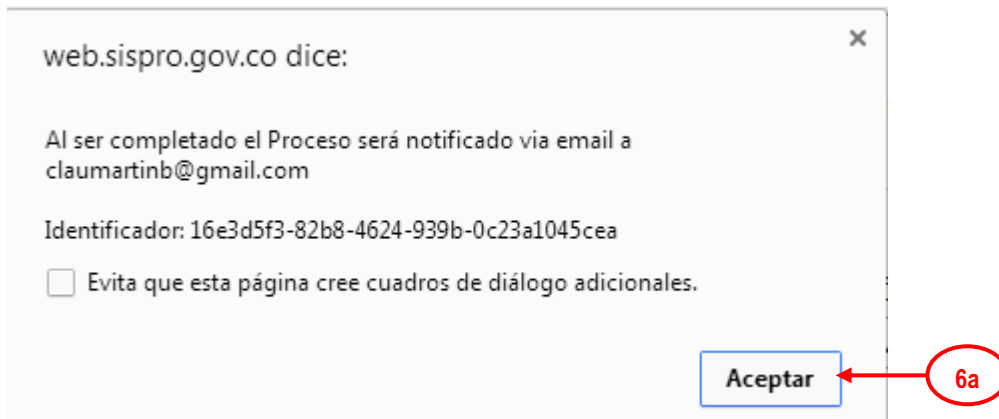 web.sispro.gov.co dice:
×
Al ser completado el Proceso será notificado via email a
claumartinb@gmail.com
Identificador: 16e3d5f3-82b8-4624-939b-0c23a1045cea
Evita que esta página cree cuadros de diálogo adicionales.
Aceptar
6a